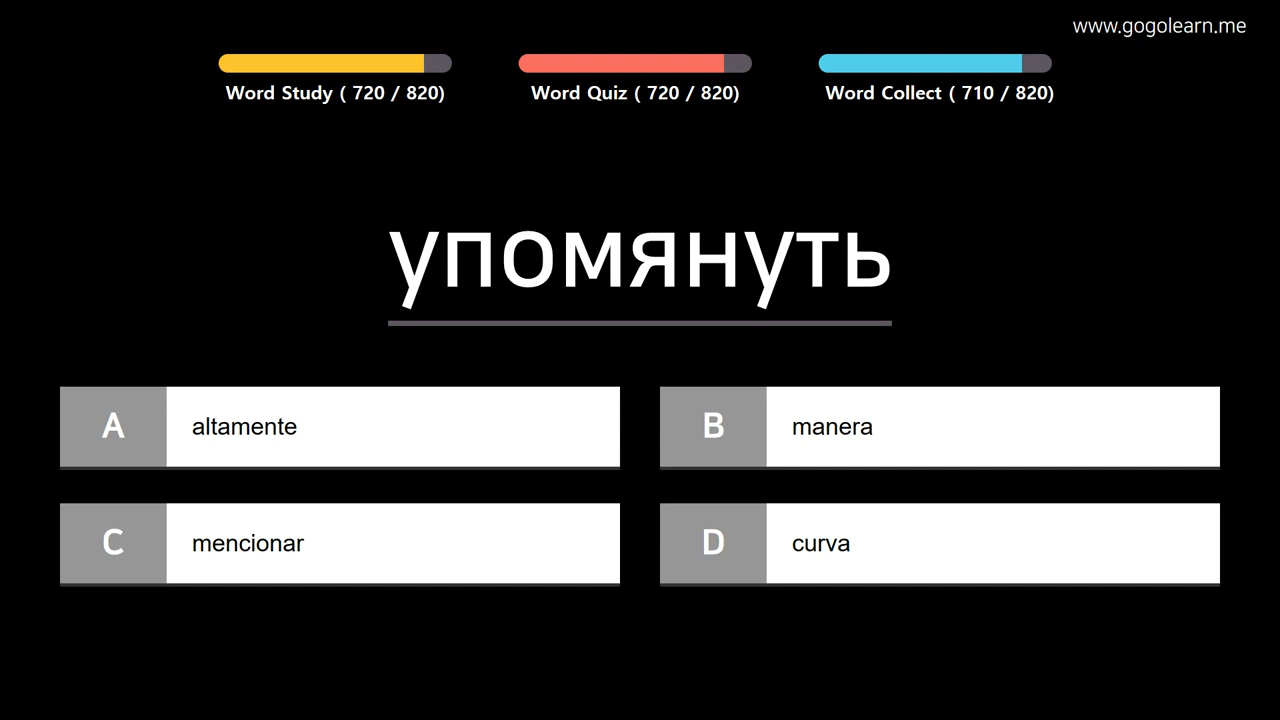 www.gogolearn.me
Word Study ( 720 / 820)
Word Quiz ( 720 / 820)
Word Collect ( 710 / 820)
упомянуть
A altamente
B manera
C mencionar
D curva